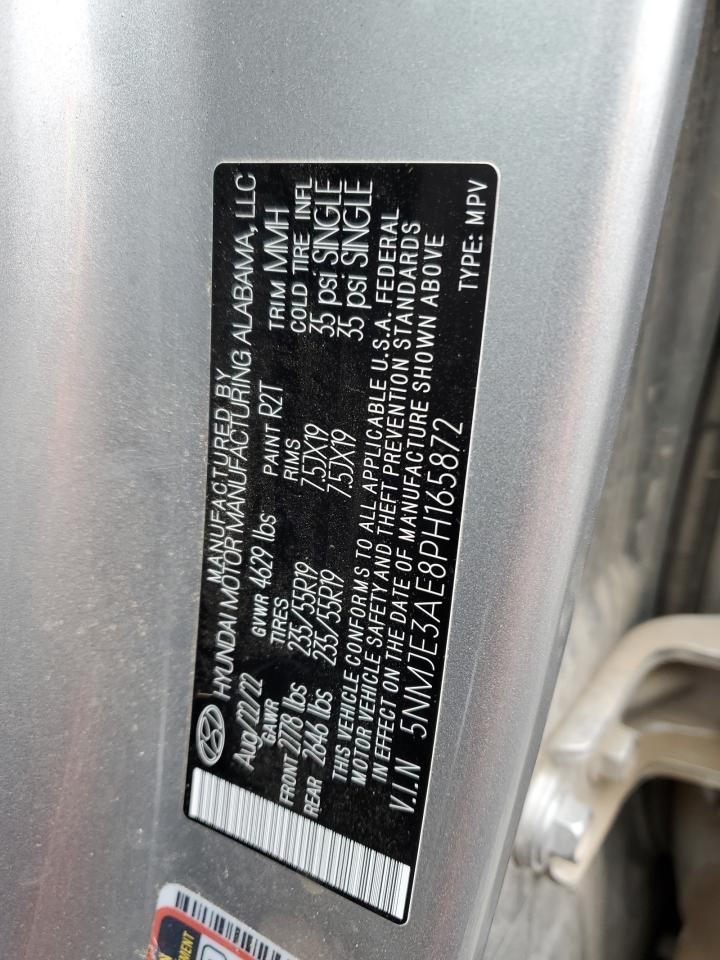 MANUFACTURED BY
HYUNDAI MOTOR MANUFACTURING ALABAMA, LLC
Aug/22/22 GVWR 4629 lbs PAINT R2T TRIM MMH
GAWR TIRES RIMS COLD TIRE INFL
FRONT 2778 lbs 235/55R19 7.5JX19 35 psi SINGLE
REAR 2646 lbs 235/55R19 7.5JX19 35 psi SINGLE
THIS VEHICLE CONFORMS TO ALL APPLICABLE U.S.A. FEDERAL
MOTOR VEHICLE SAFETY AND THEFT PREVENTION STANDARDS
IN EFFECT ON THE DATE OF MANUFACTURE SHOWN ABOVE
V.I.N 5NMJE3AE8PH165872 TYPE: MPV